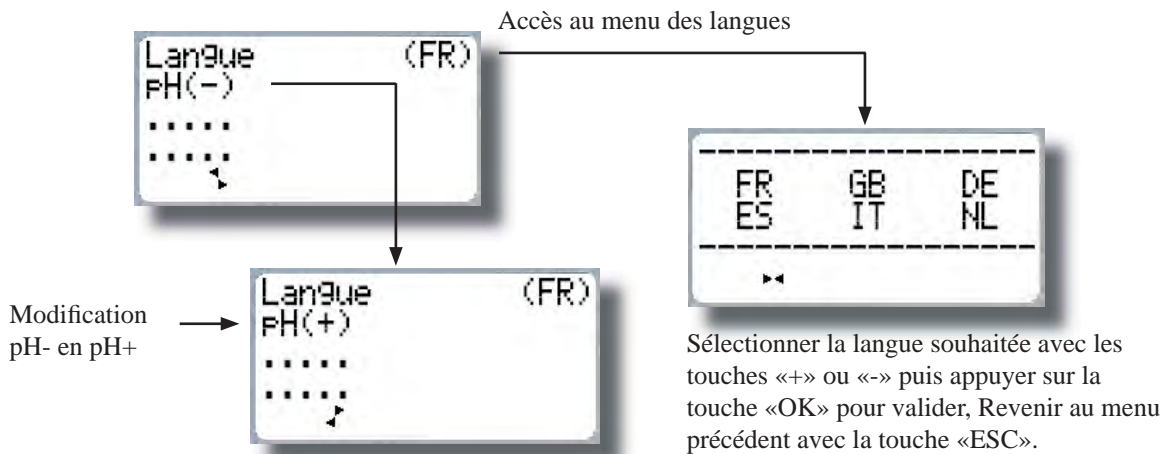 Accès au menu des langues
Langue (FR)
pH(-)
.....
.....
FR GB DE
ES IT NL
Modification
pH- en pH+
Langue (FR)
pH(+)
.....
.....
Sélectionner la langue souhaitée avec les
touches «+» ou «-» puis appuyer sur la
touche «OK» pour valider, Revenir au menu
précédent avec la touche «ESC».